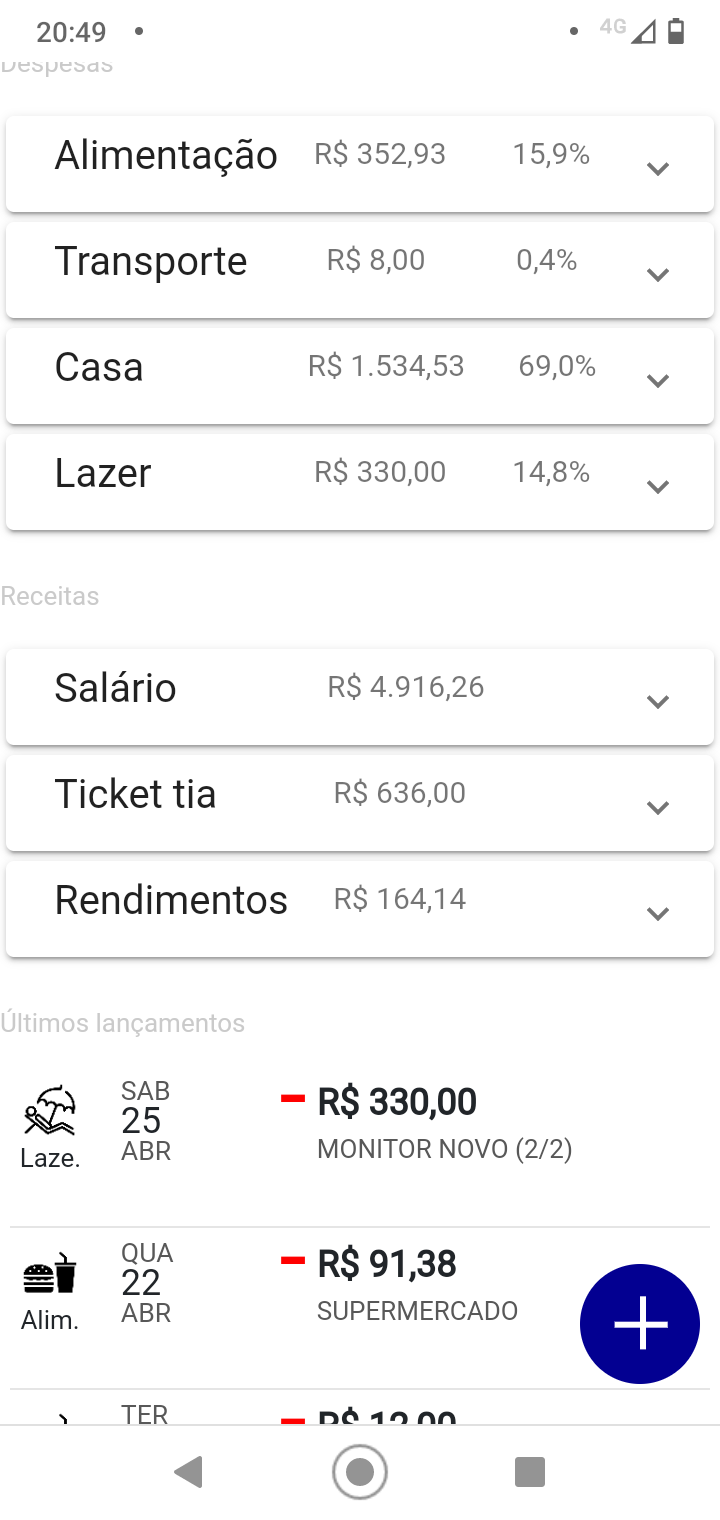 20:49
4G
Despesas
Alimentação R$ 352,93 15,9%
Transporte R$ 8,00 0,4%
Casa R$ 1.534,53 69,0%
Lazer R$ 330,00 14,8%
Receitas
Salário R$ 4.916,26
Ticket tia R$ 636,00
Rendimentos R$ 164,14
Últimos lançamentos
SAB
25
ABR
Laze.
R$ 330,00
MONITOR NOVO (2/2)
QUA
22
ABR
Alim.
R$ 91,38
SUPERMERCADO
TER
R$ 12,00